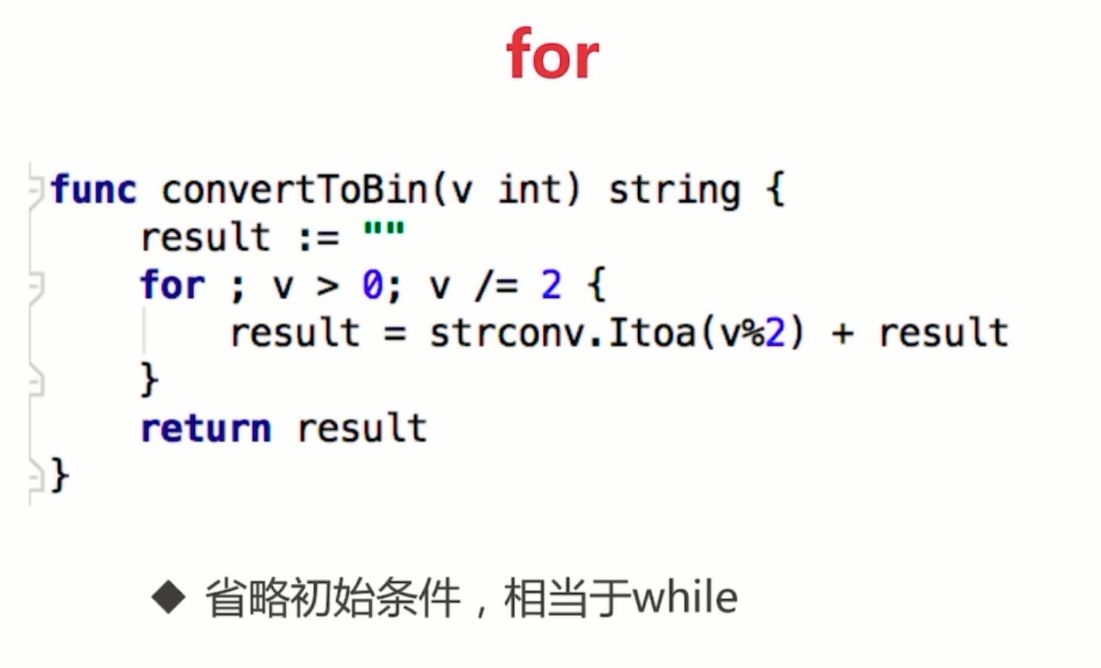 for
func convertToBin(v int) string {
    result := ""
    for ; v > 0; v /= 2 {
        result = strconv.Itoa(v%2) + result
    }
    return result
}
◆ 省略初始条件，相当于while